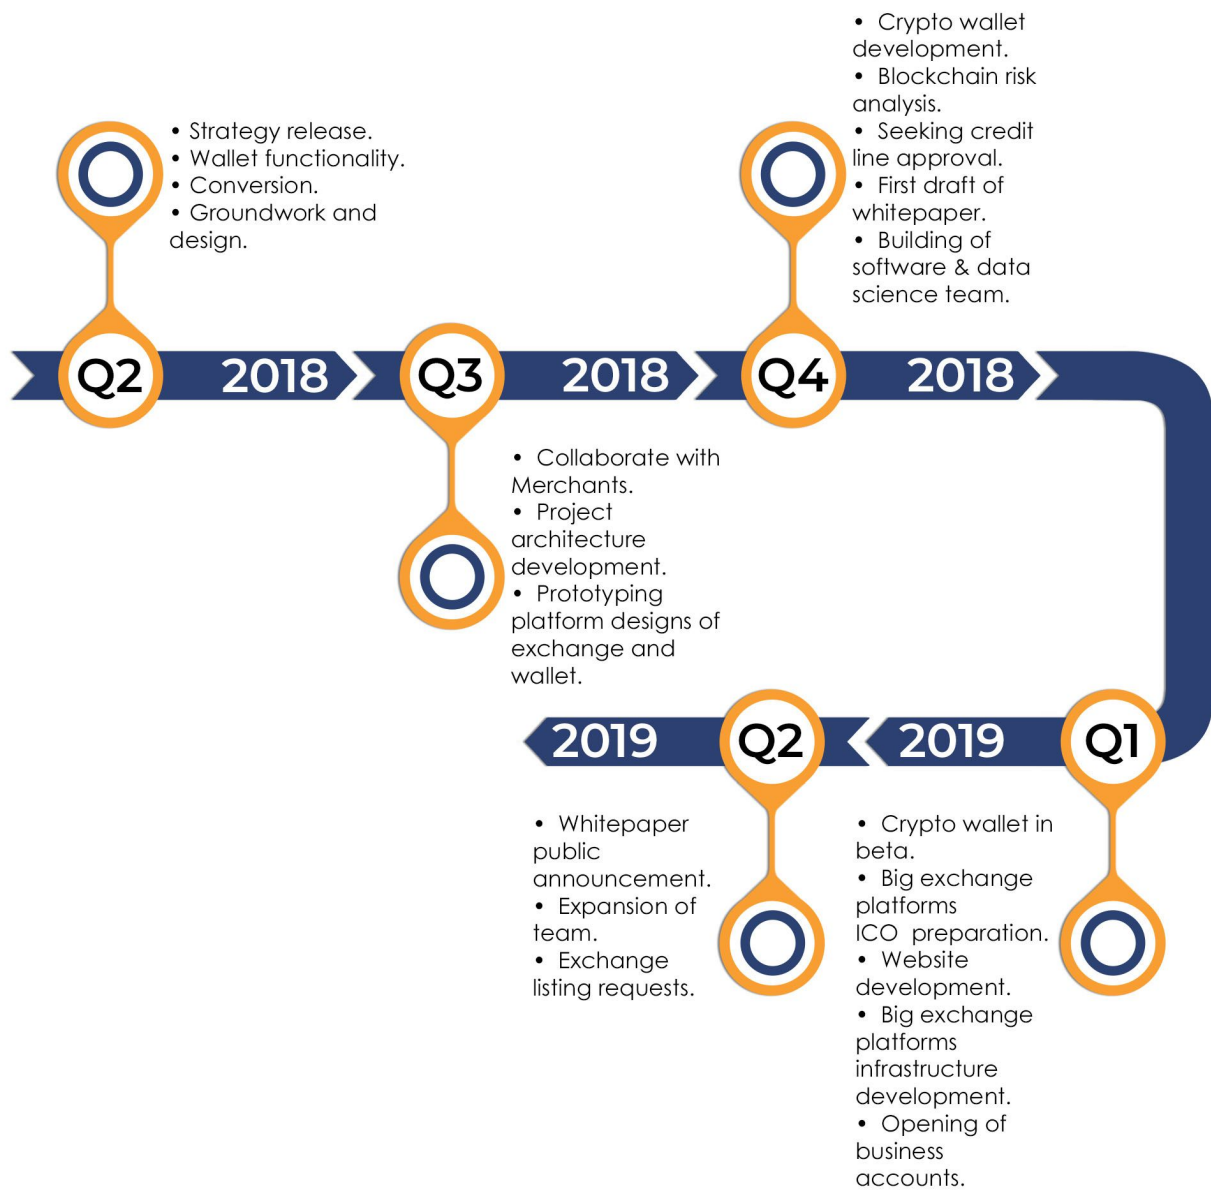 • Strategy release.
• Wallet functionality.
• Conversion.
• Groundwork and
design.
• Crypto wallet
development.
• Blockchain risk
analysis.
• Seeking credit
line approval.
• First draft of
whitepaper.
• Building of
software & data
science team.
Q2 2018 Q3 2018 Q4 2018
• Collaborate with
Merchants.
• Project
architecture
development.
• Prototyping
platform designs of
exchange and
wallet.
2019 Q2 2019 Q1
• Whitepaper
public
announcement.
• Expansion of
team.
• Exchange
listing requests.
• Crypto wallet in
beta.
• Big exchange
platforms
ICO preparation.
• Website
development.
• Big exchange
platforms
infrastructure
development.
• Opening of
business
accounts.